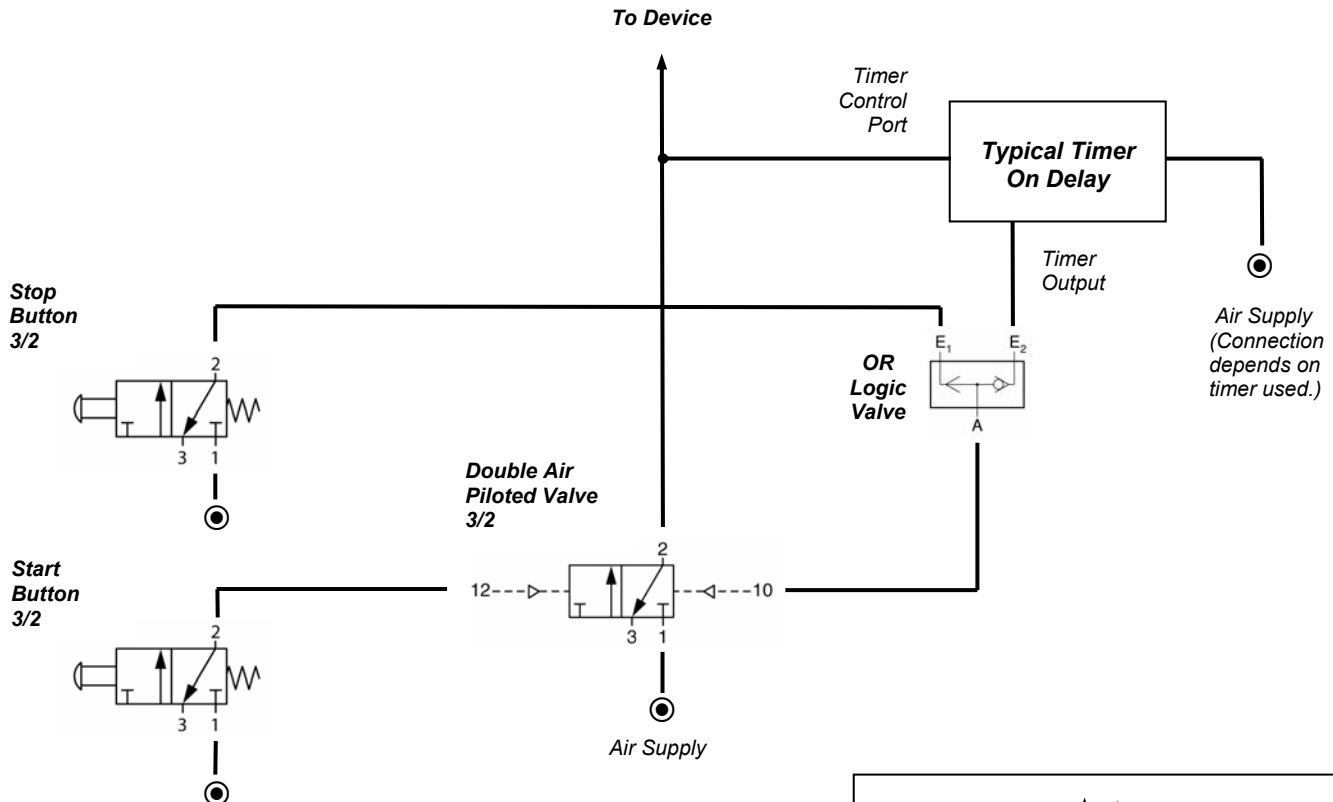 To Device
Timer
Control
Port
Typical Timer
On Delay
Timer
Output
Air Supply
(Connection
depends on
timer used.)
Stop
Button
3/2
2
3 1
E1 E2
OR
Logic
Valve
A
Double Air
Piloted Valve
3/2
2
12 10
3 1
Air Supply
Start
Button
3/2
2
3 1